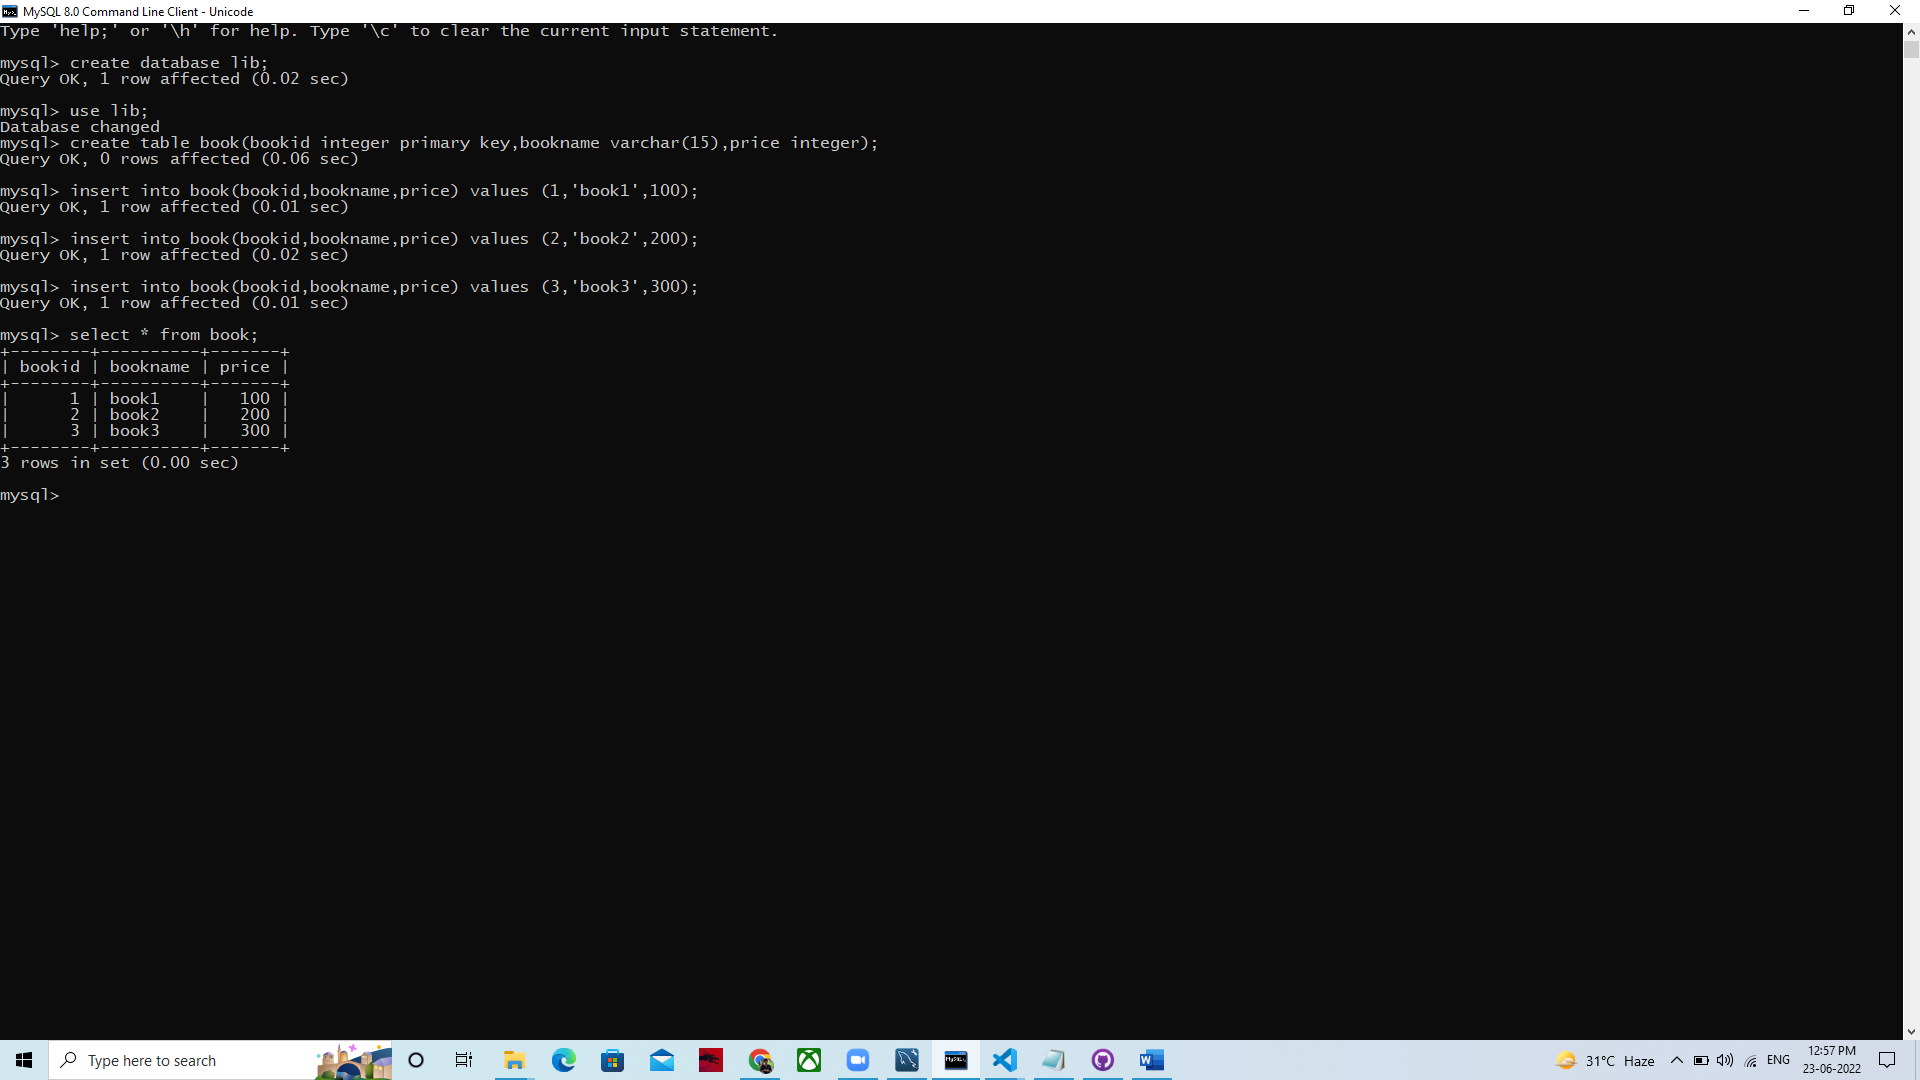 MySQL 8.0 Command Line Client - Unicode
Type 'help;' or '\h' for help. Type '\c' to clear the current input statement.
mysql> create database lib;
Query OK, 1 row affected (0.02 sec)
mysql> use lib;
Database changed
mysql> create table book(bookid integer primary key,bookname varchar(15),price integer);
Query OK, 0 rows affected (0.06 sec)
mysql> insert into book(bookid,bookname,price) values (1,'book1',100);
Query OK, 1 row affected (0.01 sec)
mysql> insert into book(bookid,bookname,price) values (2,'book2',200);
Query OK, 1 row affected (0.02 sec)
mysql> insert into book(bookid,bookname,price) values (3,'book3',300);
Query OK, 1 row affected (0.01 sec)
mysql> select * from book;
+--------+----------+-------+
| bookid | bookname | price |
+--------+----------+-------+
|      1 | book1    |   100 |
|      2 | book2    |   200 |
|      3 | book3    |   300 |
+--------+----------+-------+
3 rows in set (0.00 sec)
mysql>
Type here to search
31°C Haze
ENG
12:57 PM
23-06-2022